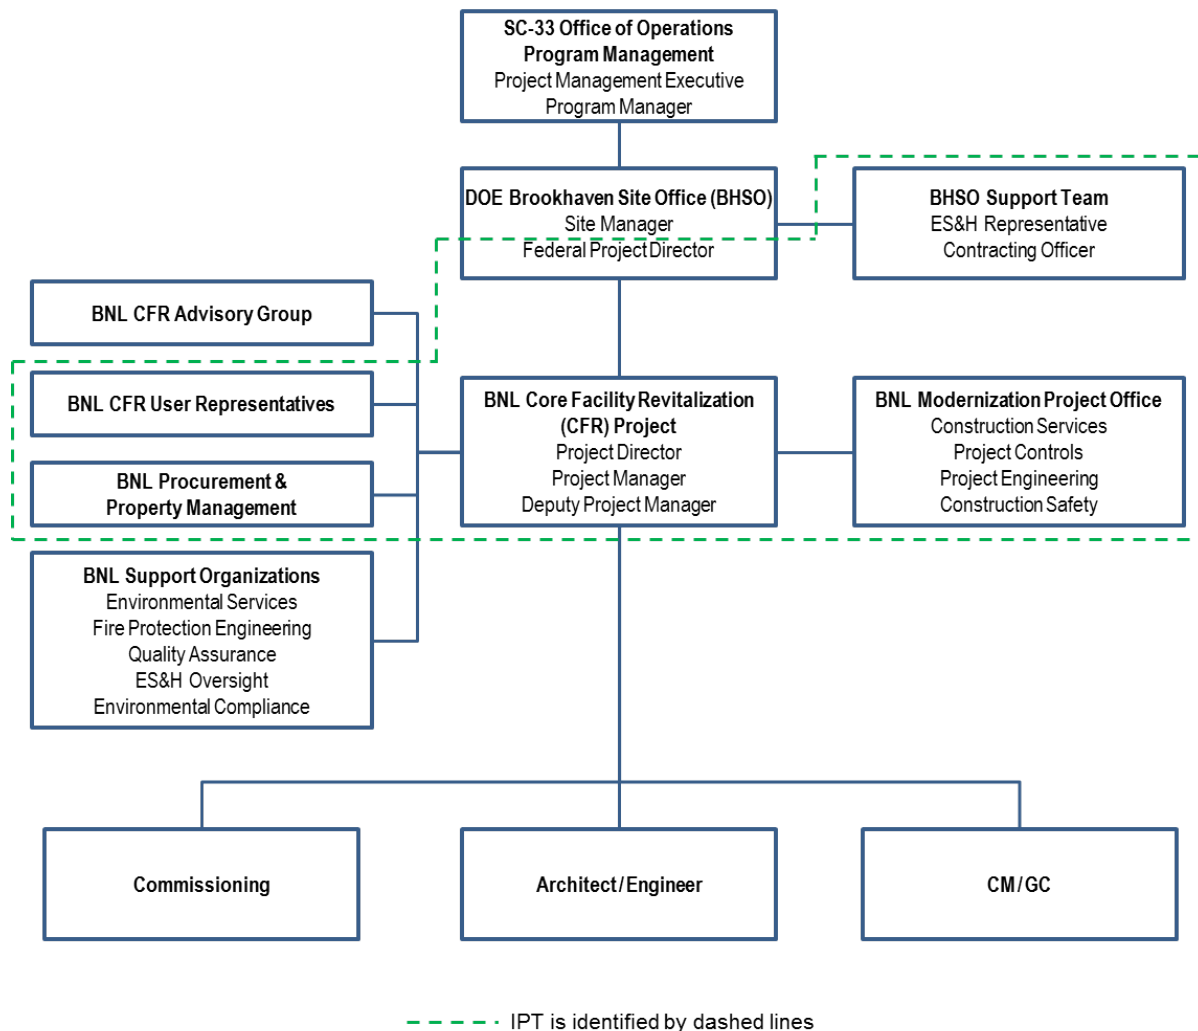 SC-33 Office of Operations
Program Management
Project Management Executive
Program Manager
DOE Brookhaven Site Office (BHSO)
Site Manager
Federal Project Director
BHSO Support Team
ES&H Representative
Contracting Officer
BNL CFR Advisory Group
BNL CFR User Representatives
BNL Procurement &
Property Management
BNL Core Facility Revitalization
(CFR) Project
Project Director
Project Manager
Deputy Project Manager
BNL Modernization Project Office
Construction Services
Project Controls
Project Engineering
Construction Safety
BNL Support Organizations
Environmental Services
Fire Protection Engineering
Quality Assurance
ES&H Oversight
Environmental Compliance
Commissioning
Architect/Engineer
CM/GC
IPT is identified by dashed lines